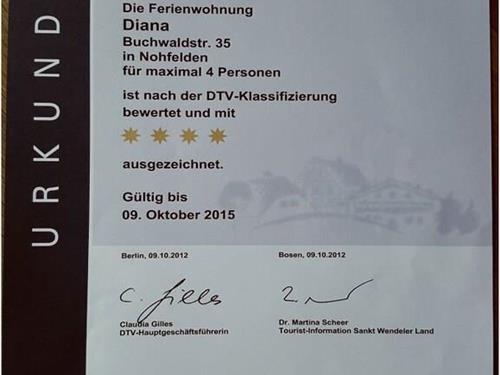 URKUND
Die Ferienwohnung
Diana
Buchwaldstr. 35
in Nohfelden
für maximal 4 Personen
ist nach der DTV-Klassifizierung
bewertet und mit
ausgezeichnet.
Gültig bis
09. Oktober 2015
Berlin, 09.10.2012
Bosen, 09.10.2012
C. Gilles
Claudia Gilles
DTV-Hauptgeschäftsführerin
Dr. Martina Scheer
Tourist-Information Sankt Wendeler Land